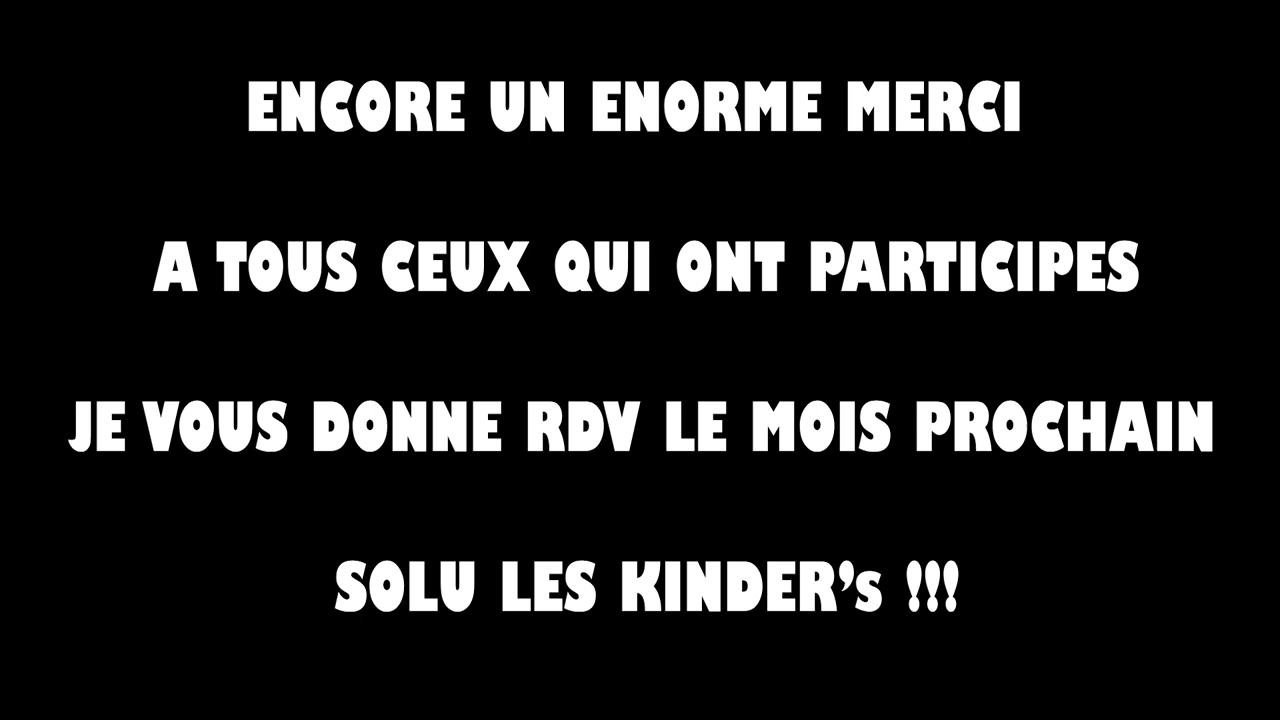 ENCORE UN ENORME MERCI
A TOUS CEUX QUI ONT PARTICIPES
JE VOUS DONNE RDV LE MOIS PROCHAIN
SOLU LES KINDER's !!!